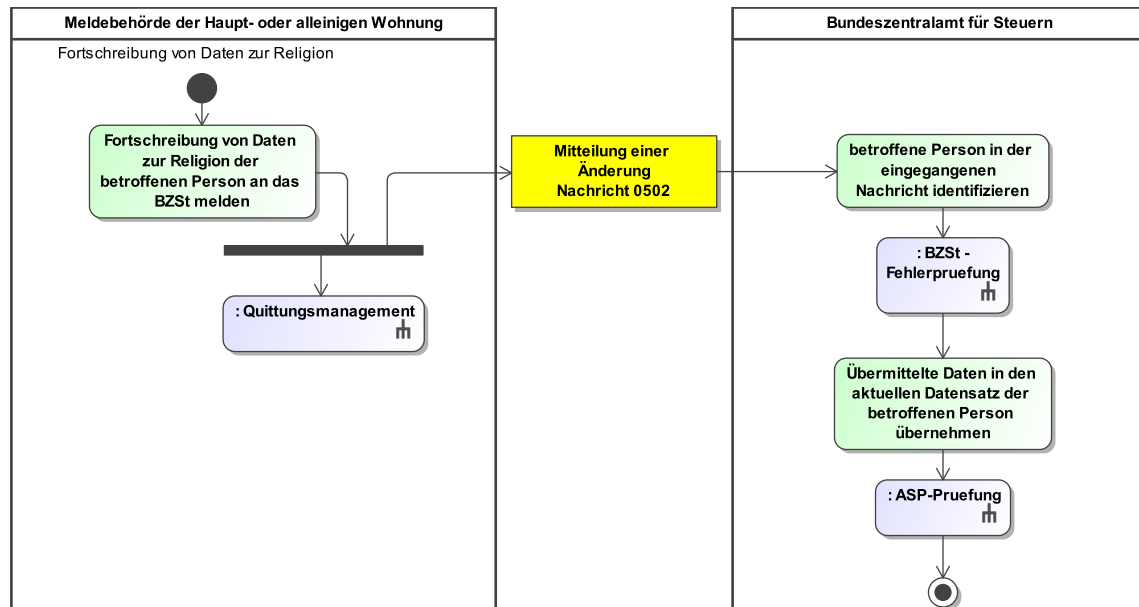 Meldebehörde der Haupt- oder alleinigen Wohnung
Fortschreibung von Daten zur Religion
Fortschreibung von Daten
zur Religion der
betroffenen Person an das
BZSt melden
: Quittungsmanagement
Mitteilung einer
Änderung
Nachricht 0502
Bundeszentralamt für Steuern
betroffene Person in der
eingegangenen
Nachricht identifizieren
: BZSt -
Fehlerpruefung
Übermittelte Daten in den
aktuellen Datensatz der
betroffenen Person
übernehmen
: ASP-Pruefung